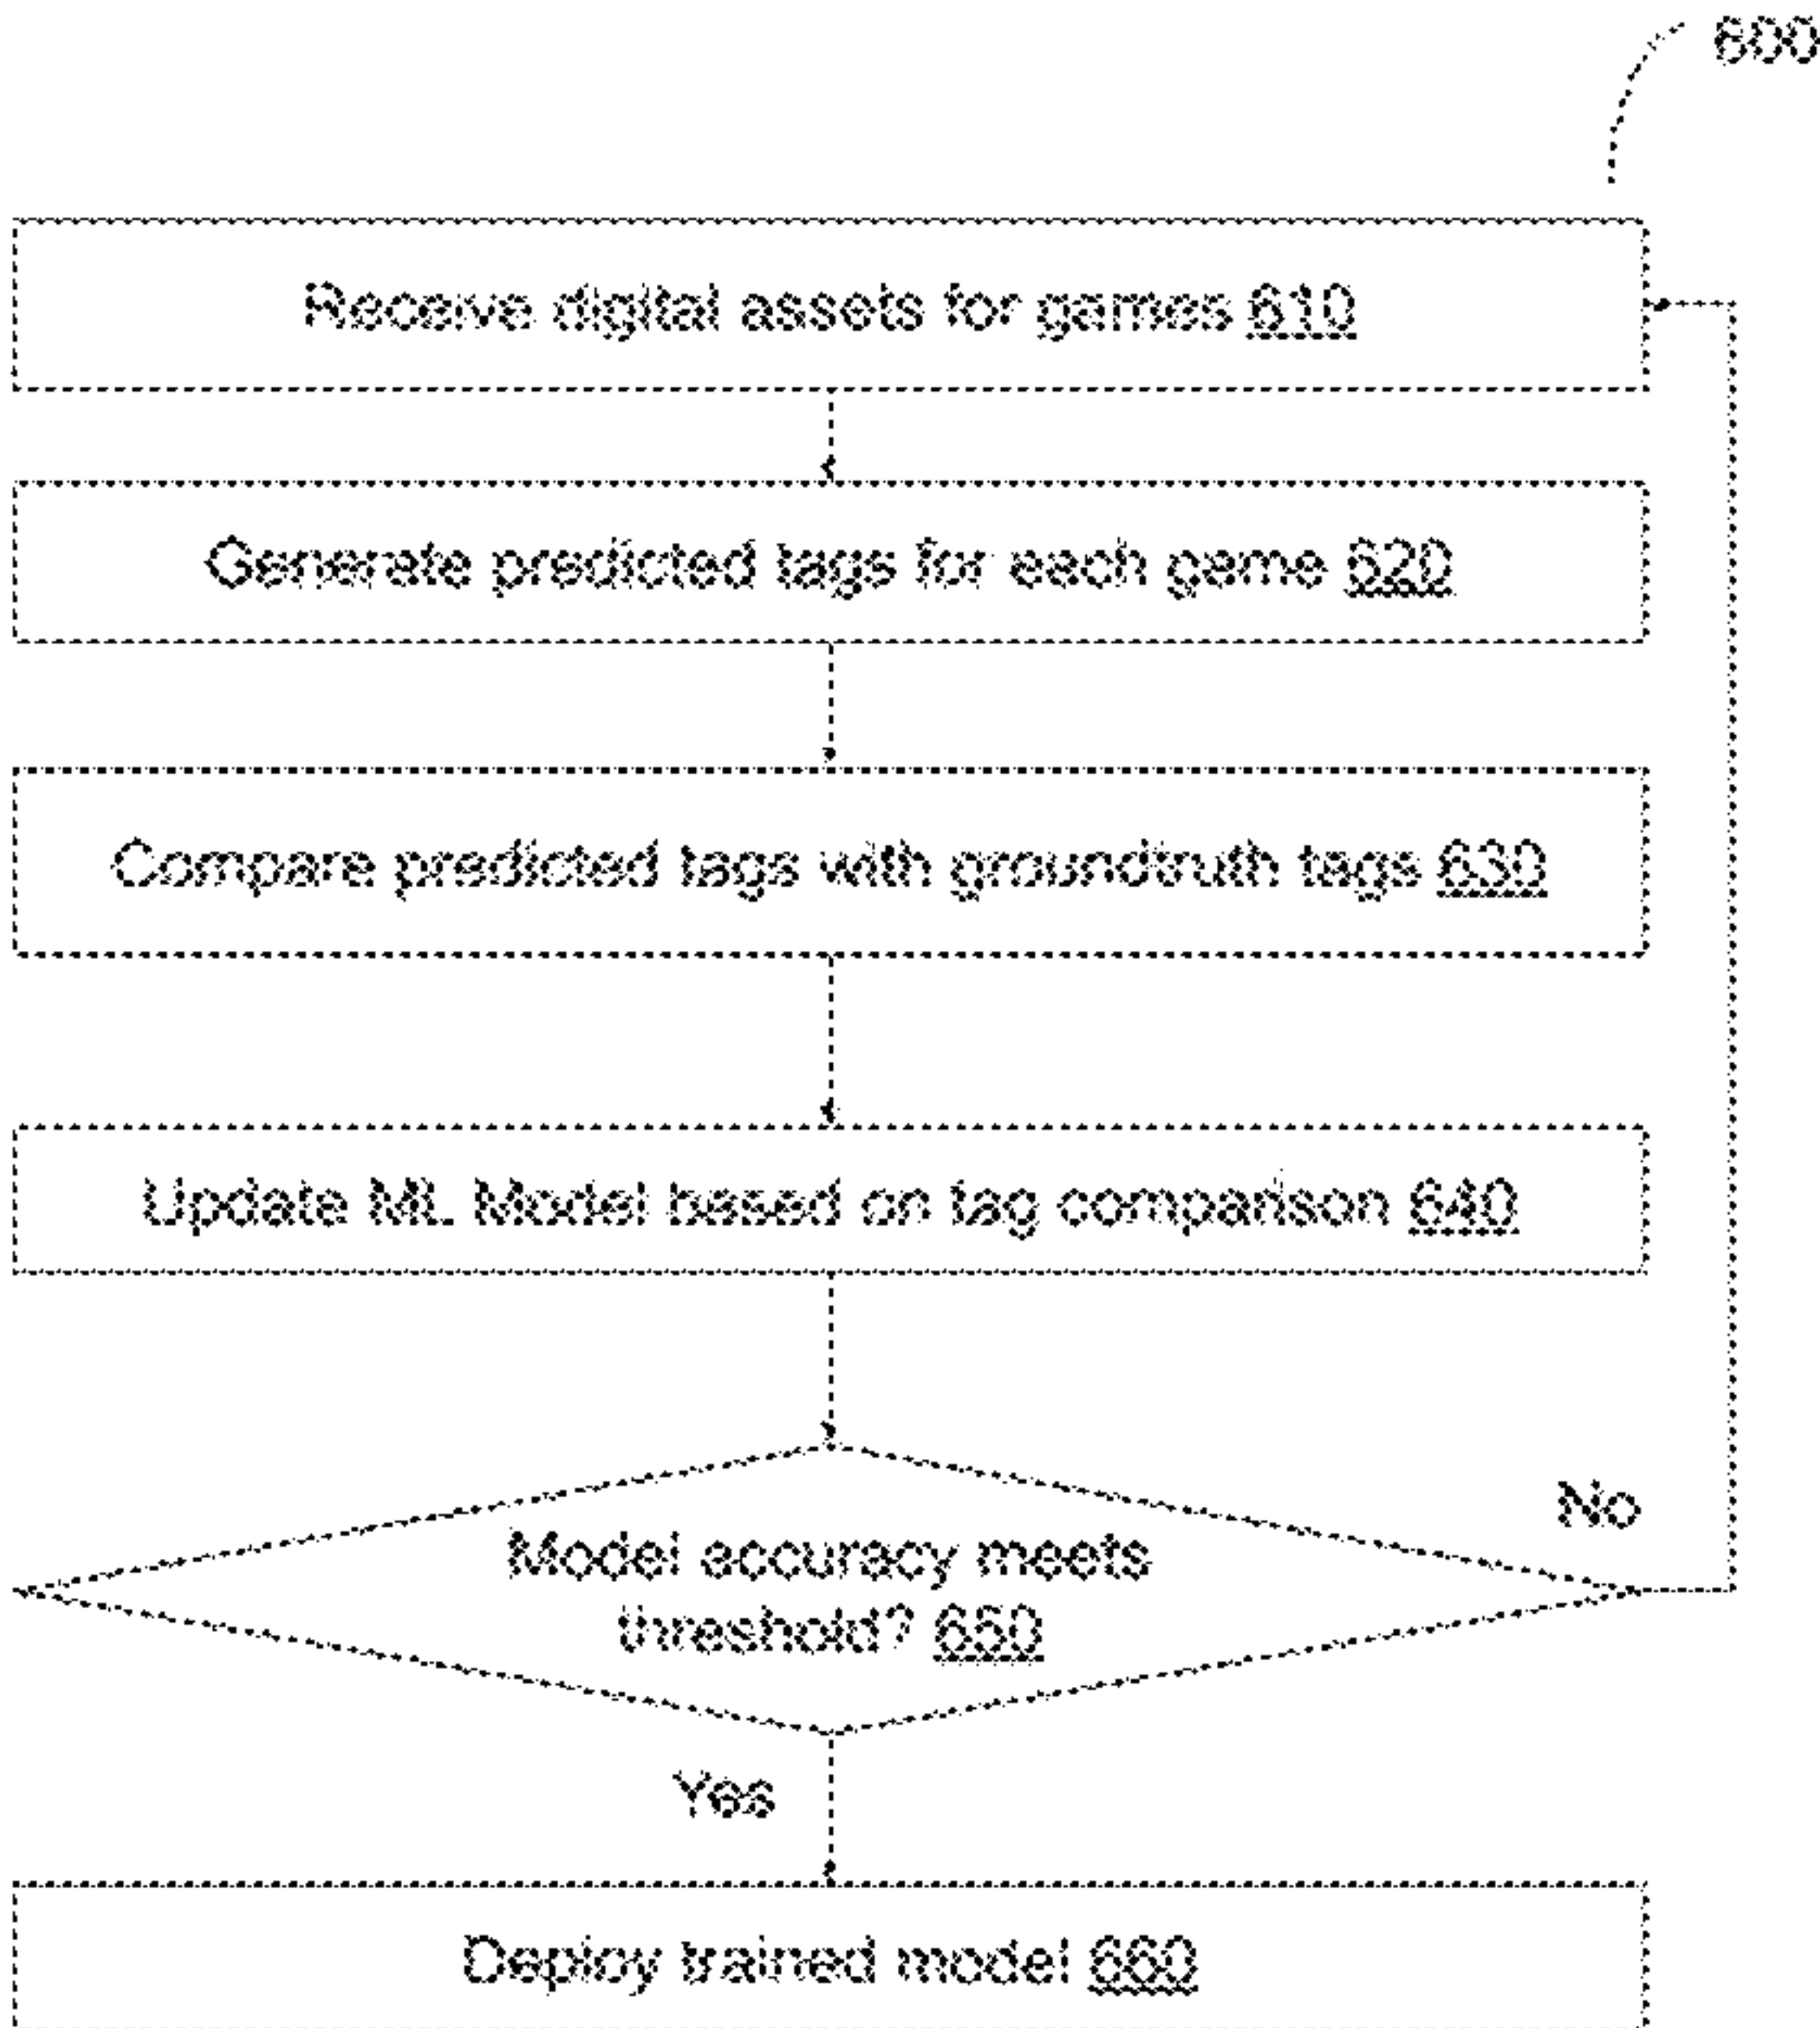 600
Receive digital assets for games 610
Generate predicted tags for each game 620
Compare predicted tags with groundtruth tags 630
Update ML Model based on tag comparison 640
No
Model accuracy meets
threshold? 650
Yes
Deploy trained model 660